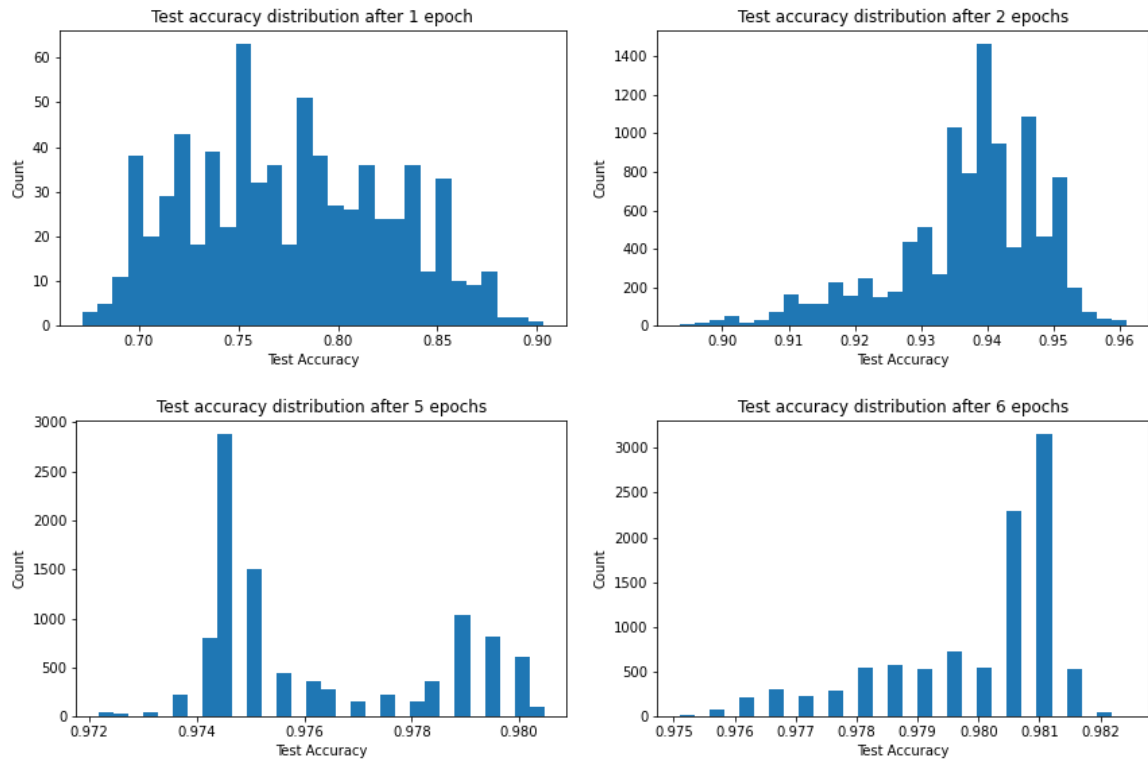 Test accuracy distribution after 1 epoch
60
50
40
30
20
10
0
Count
0.70 0.75 0.80 0.85 0.90
Test Accuracy
Test accuracy distribution after 2 epochs
1400
1200
1000
800
600
400
200
0
Count
0.90 0.91 0.92 0.93 0.94 0.95 0.96
Test Accuracy
Test accuracy distribution after 5 epochs
3000
2500
2000
1500
1000
500
0
Count
0.972 0.974 0.976 0.978 0.980
Test Accuracy
Test accuracy distribution after 6 epochs
3000
2500
2000
1500
1000
500
0
Count
0.975 0.976 0.977 0.978 0.979 0.980 0.981 0.982
Test Accuracy